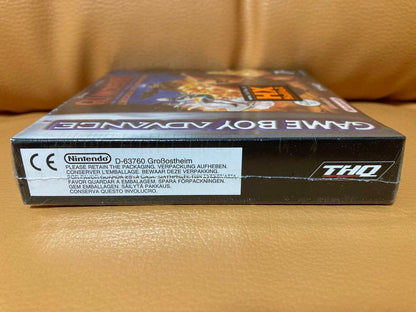 GAME BOY ADVANCE
CE
Nintendo D-63760 Großostheim
PLEASE RETAIN THE PACKAGING. VERPACKUNG AUFHEBEN.
CONSERVER L'EMBALLAGE. BEWAAR DEZE VERPAKKING.
FAVOR GUARDAR A EMBALAGEM. SPARA FÖRPACKNINGEN.
GEM EMBALLAGEN. SÄILYTÄ PAKKAUS.
CONSERVA QUESTO INVOLUCRO.
THQ